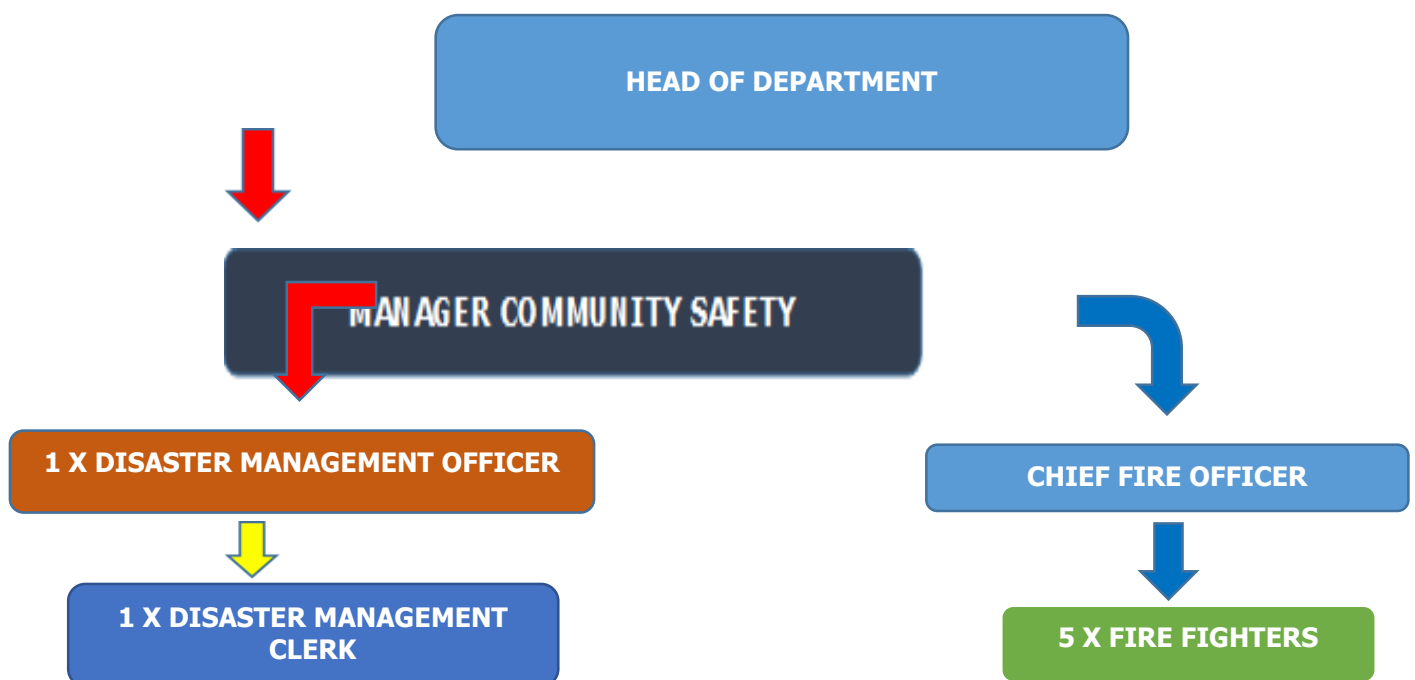 HEAD OF DEPARTMENT
MANAGER COMMUNITY SAFETY
1 X DISASTER MANAGEMENT OFFICER
CHIEF FIRE OFFICER
1 X DISASTER MANAGEMENT
CLERK
5 X FIRE FIGHTERS